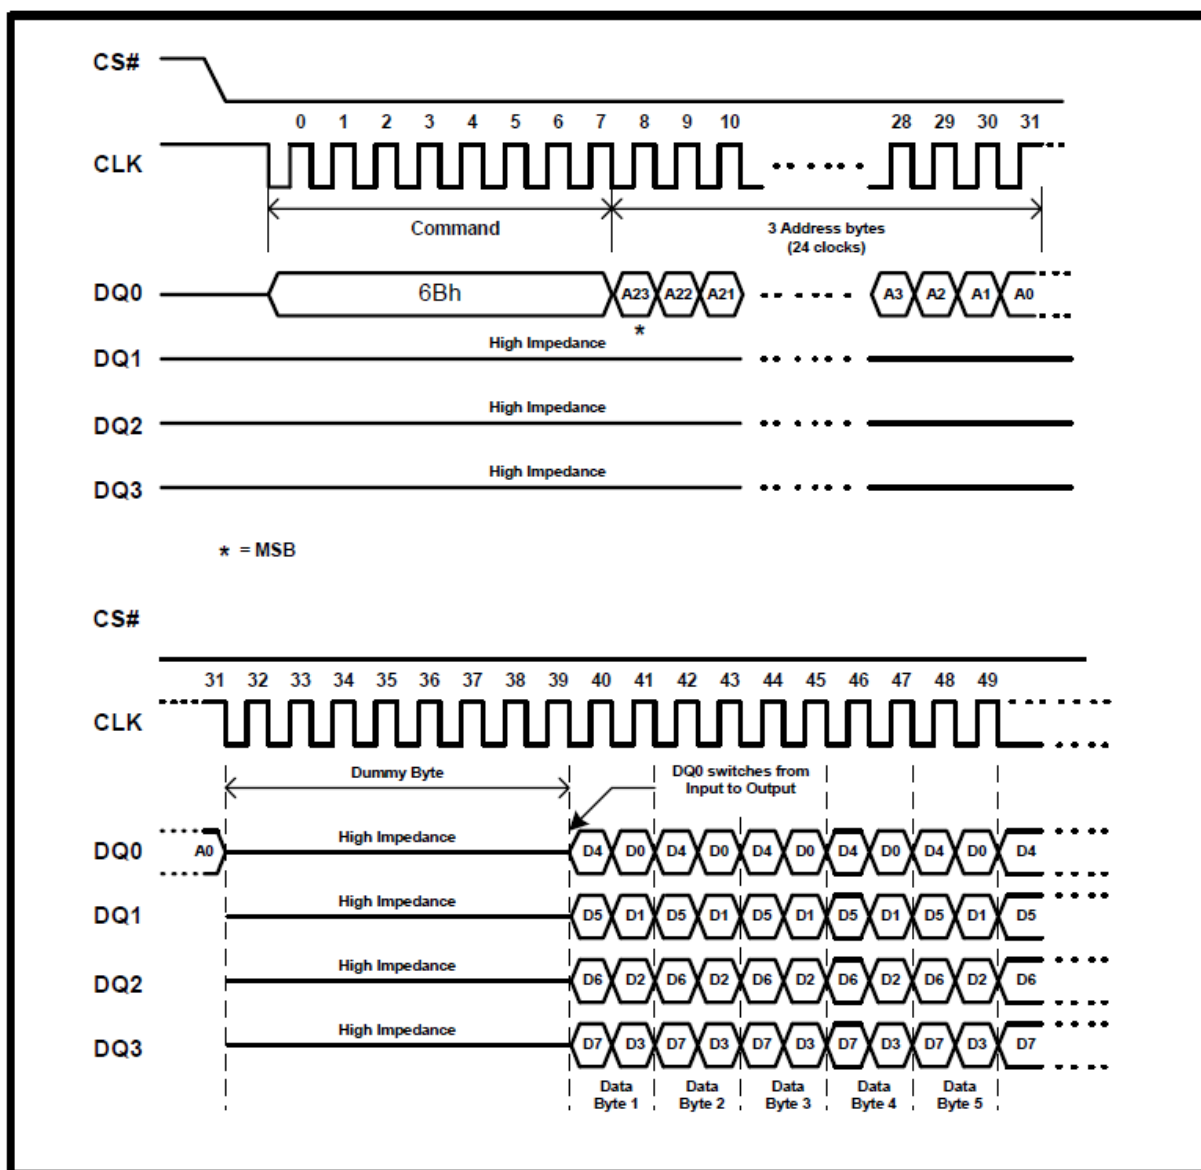 CS#
0 1 2 3 4 5 6 7 8 9 10 28 29 30 31
CLK
Command
3 Address bytes
(24 clocks)
DQ0 6Bh A23 A22 A21 A3 A2 A1 A0
*
High Impedance
DQ1
High Impedance
DQ2
High Impedance
DQ3
* = MSB
CS#
31 32 33 34 35 36 37 38 39 40 41 42 43 44 45 46 47 48 49
CLK
Dummy Byte
DQ0 switches from
Input to Output
High Impedance
DQ0 A0 D4 D0 D4 D0 D4 D0 D4 D0 D4 D0 D4
High Impedance
DQ1 D5 D1 D5 D1 D5 D1 D5 D1 D5 D1 D5
High Impedance
DQ2 D6 D2 D6 D2 D6 D2 D6 D2 D6 D2 D6
High Impedance
DQ3 D7 D3 D7 D3 D7 D3 D7 D3 D7 D3 D7
Data Data Data Data Data
Byte 1 Byte 2 Byte 3 Byte 4 Byte 5